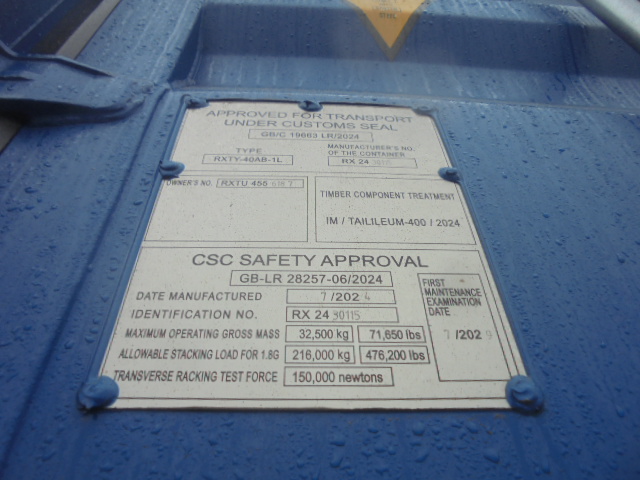 APPROVED FOR TRANSPORT
UNDER CUSTOMS SEAL
GB/C 19663 LR/2024
TYPE
RXTY-40AB-1L
MANUFACTURER'S NO.
OF THE CONTAINER
RX 24
OWNER'S NO. RXTU 455
TIMBER COMPONENT TREATMENT
IM / TAILILEUM-400 / 2024
CSC SAFETY APPROVAL
GB-LR 28257-06/2024
DATE MANUFACTURED 7/2024
IDENTIFICATION NO. RX 24 30115
MAXIMUM OPERATING GROSS MASS 32,500 kg 71,650 lbs
ALLOWABLE STACKING LOAD FOR 1.8G 216,000 kg 476,200 lbs
TRANSVERSE RACKING TEST FORCE 150,000 newtons
FIRST
MAINTENANCE
EXAMINATION
DATE
7/2029